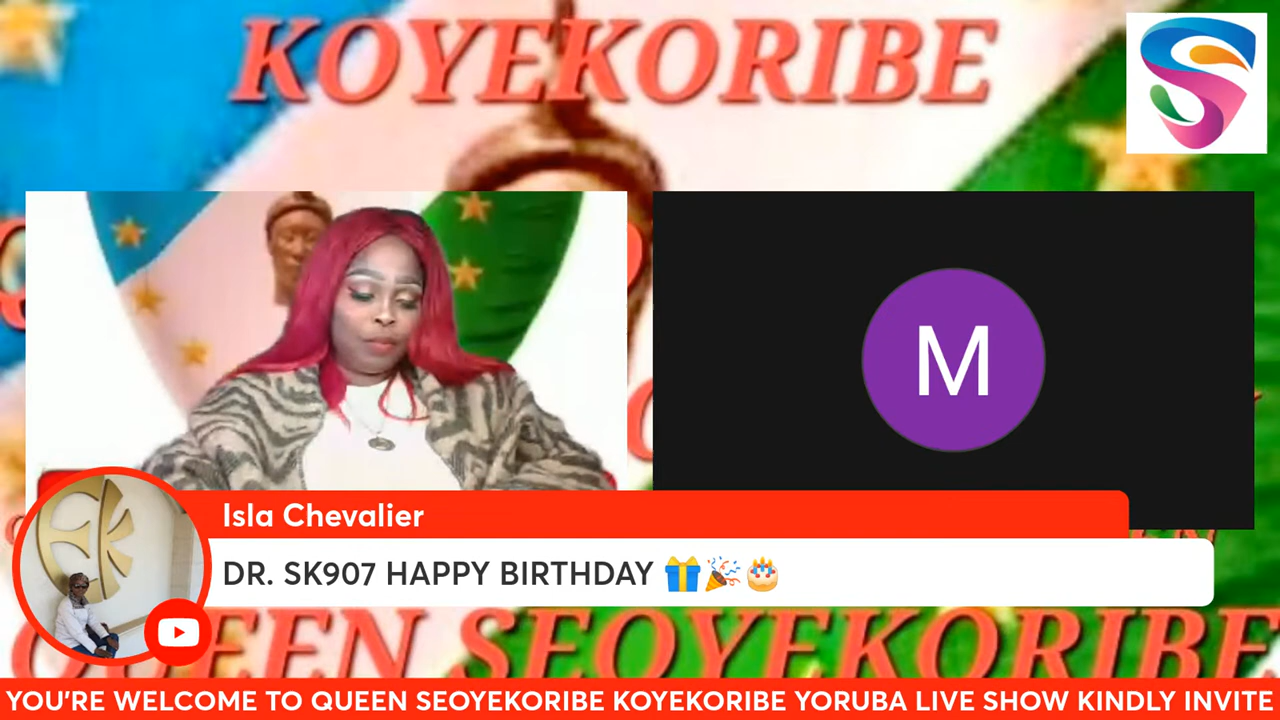 KOYEKORIBE
M
Isla Chevalier
DR. SK907 HAPPY BIRTHDAY 🎁🎉🎂
QUEEN SEOYEKORIBE
YOU'RE WELCOME TO QUEEN SEOYEKORIBE KOYEKORIBE YORUBA LIVE SHOW KINDLY INVITE